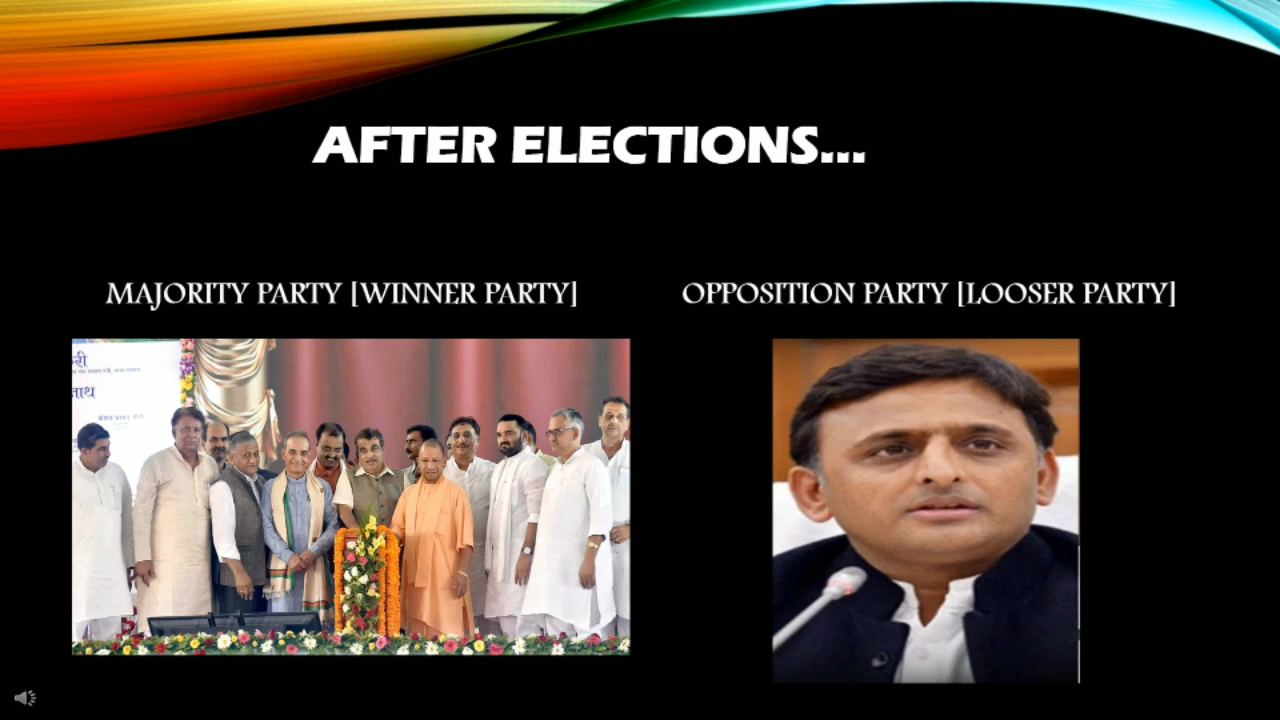 AFTER ELECTIONS...
MAJORITY PARTY [WINNER PARTY]
OPPOSITION PARTY [LOOSER PARTY]